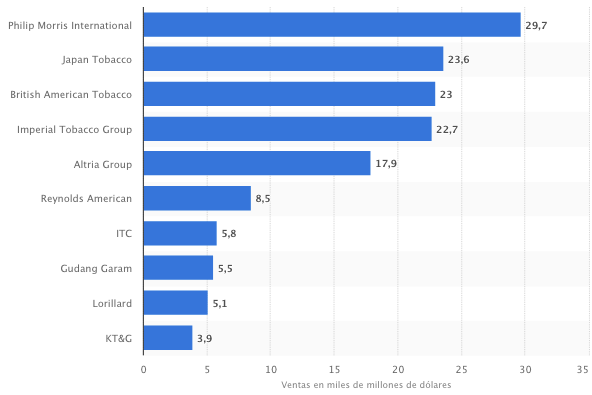 Philip Morris International 29,7
Japan Tobacco 23,6
British American Tobacco 23
Imperial Tobacco Group 22,7
Altria Group 17,9
Reynolds American 8,5
ITC 5,8
Gudang Garam 5,5
Lorillard 5,1
KT&G 3,9
0 5 10 15 20 25 30 35
Ventas en miles de millones de dólares